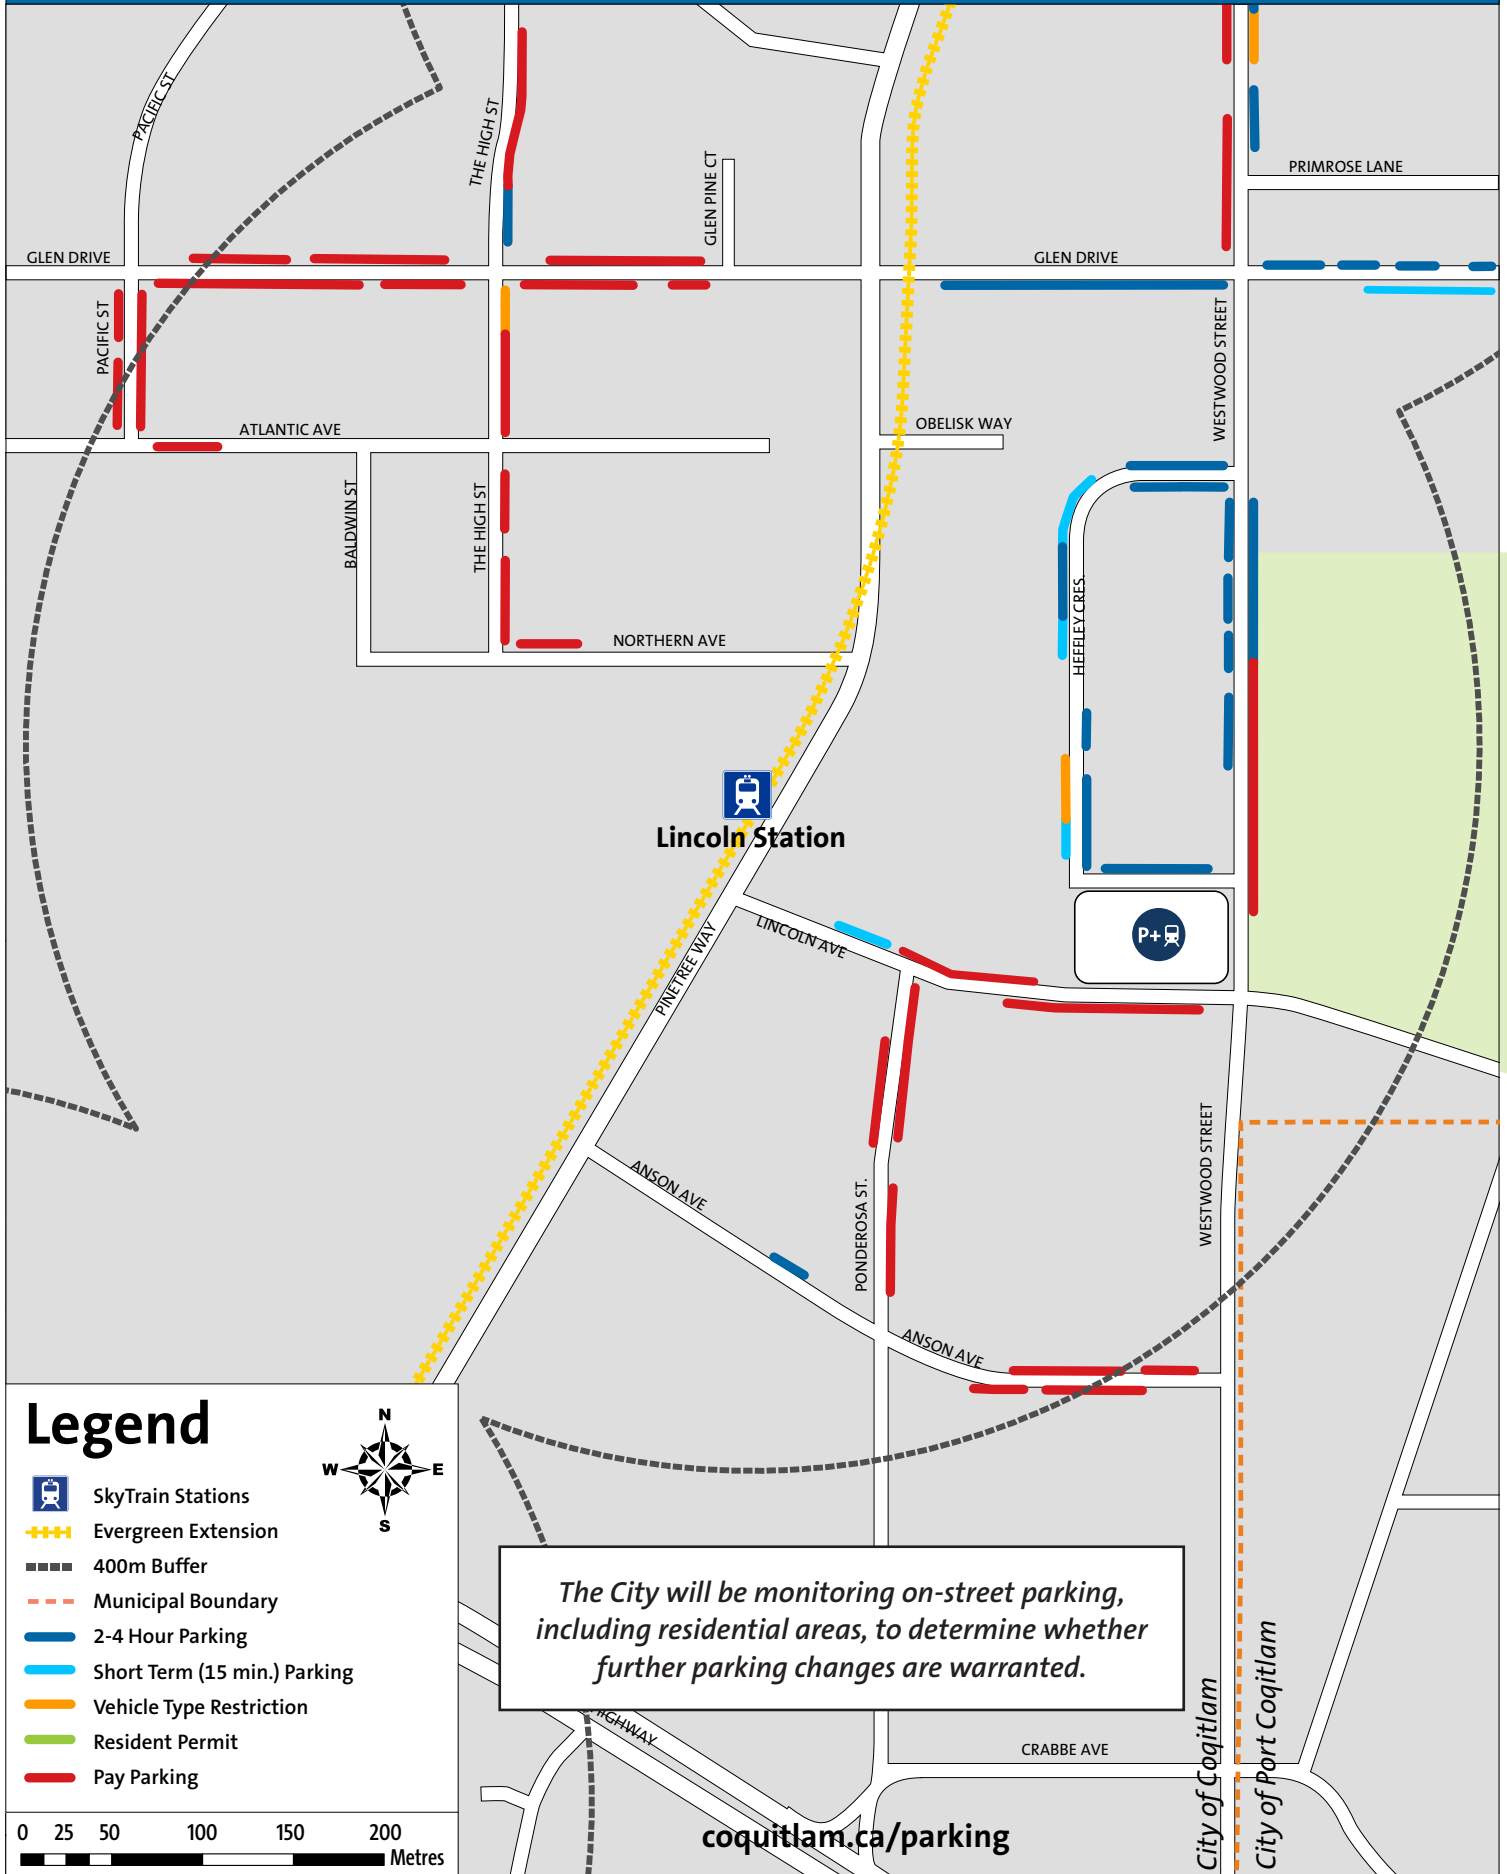 PACIFIC ST
THE HIGH ST
GLEN PINE CT
PRIMROSE LANE
GLEN DRIVE
GLEN DRIVE
PACIFIC ST
WESTWOOD STREET
ATLANTIC AVE
OBELISK WAY
BALDWIN ST
THE HIGH ST
HEFFLEY CRES.
NORTHERN AVE
Lincoln Station
LINCOLN AVE
P+
PINETREE WAY
ANSON AVE
PONDEROSA ST.
WESTWOOD STREET
ANSON AVE
Legend
N
W
E
S
SkyTrain Stations
Evergreen Extension
400m Buffer
Municipal Boundary
2-4 Hour Parking
Short Term (15 min.) Parking
Vehicle Type Restriction
Resident Permit
Pay Parking
0 25 50 100 150 200
Metres
The City will be monitoring on-street parking,
including residential areas, to determine whether
further parking changes are warranted.
HIGHWAY
CRABBE AVE
City of Coqitlam
City of Port Coqitlam
coquitlam.ca/parking